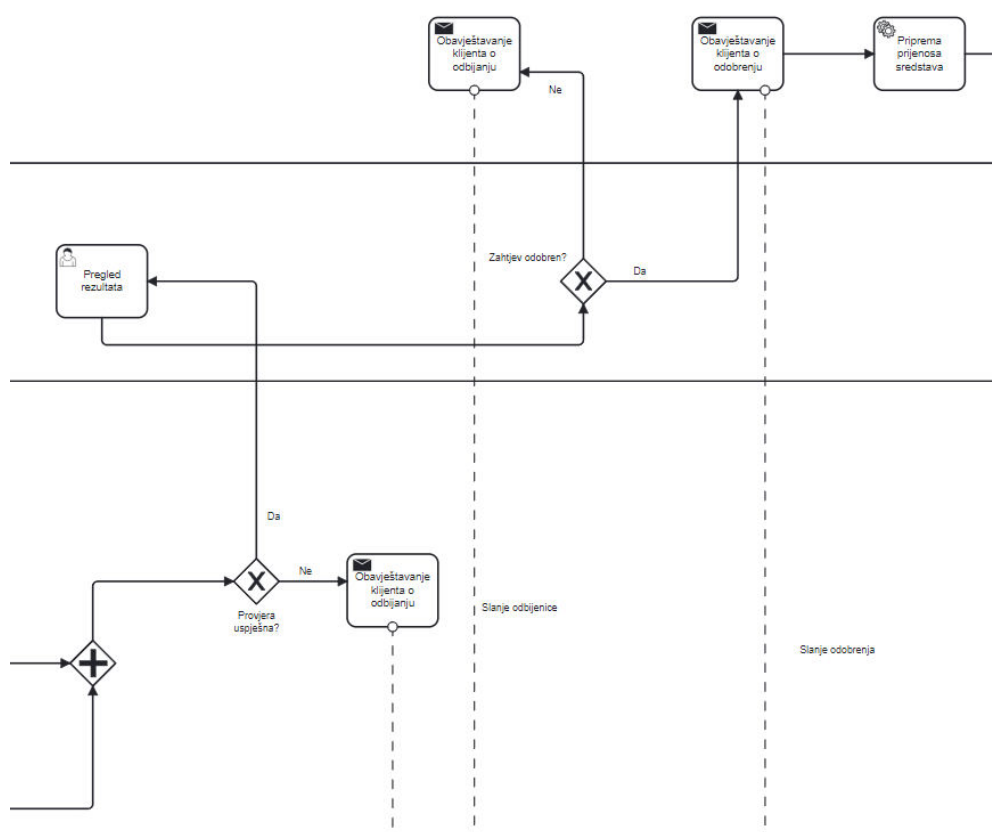 Obavještavanje
klijenta o
odbijanju
Obavještavanje
klijenta o
odobrenju
Priprema
prijenosa
sredstava
Ne
Zahtjev odobren?
Da
Pregled
rezultata
Da
Ne
Obavještavanje
klijenta o
odbijanju
Provjera
uspješna?
Slanje odbijenice
Slanje odobrenja